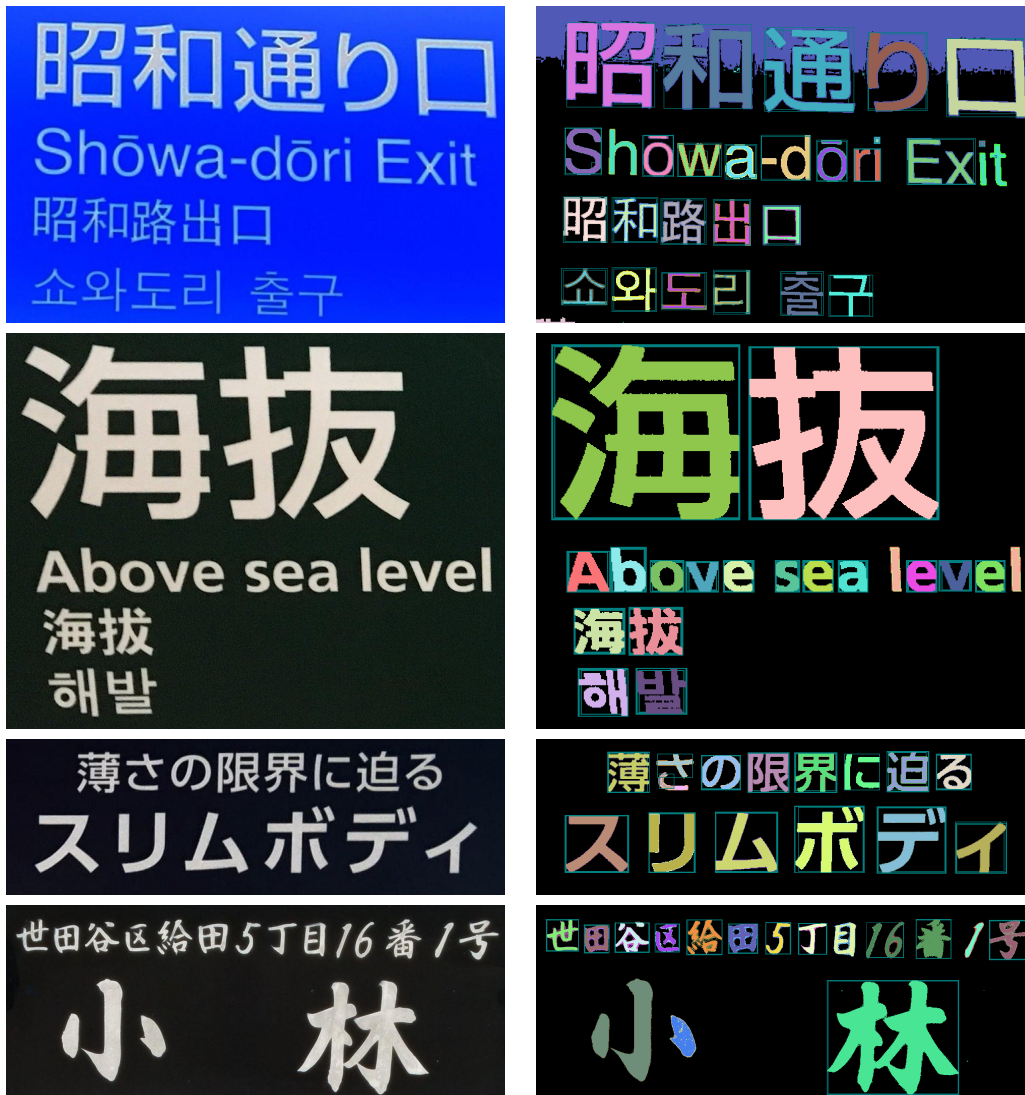 昭和通り口
Shōwa-dōri Exit
昭和路出口
쇼와도리 출구
昭和通り口
Shōwa-dōri Exit
昭和路出口
쇼와도리 출구
海抜
Above sea level
海拔
해발
海抜
Above sea level
海拔
해발
薄さの限界に迫る
スリムボディ
薄さの限界に迫る
スリムボディ
世田谷区給田5丁目16番1号
小林
世田谷区給田5丁目16番1号
小林